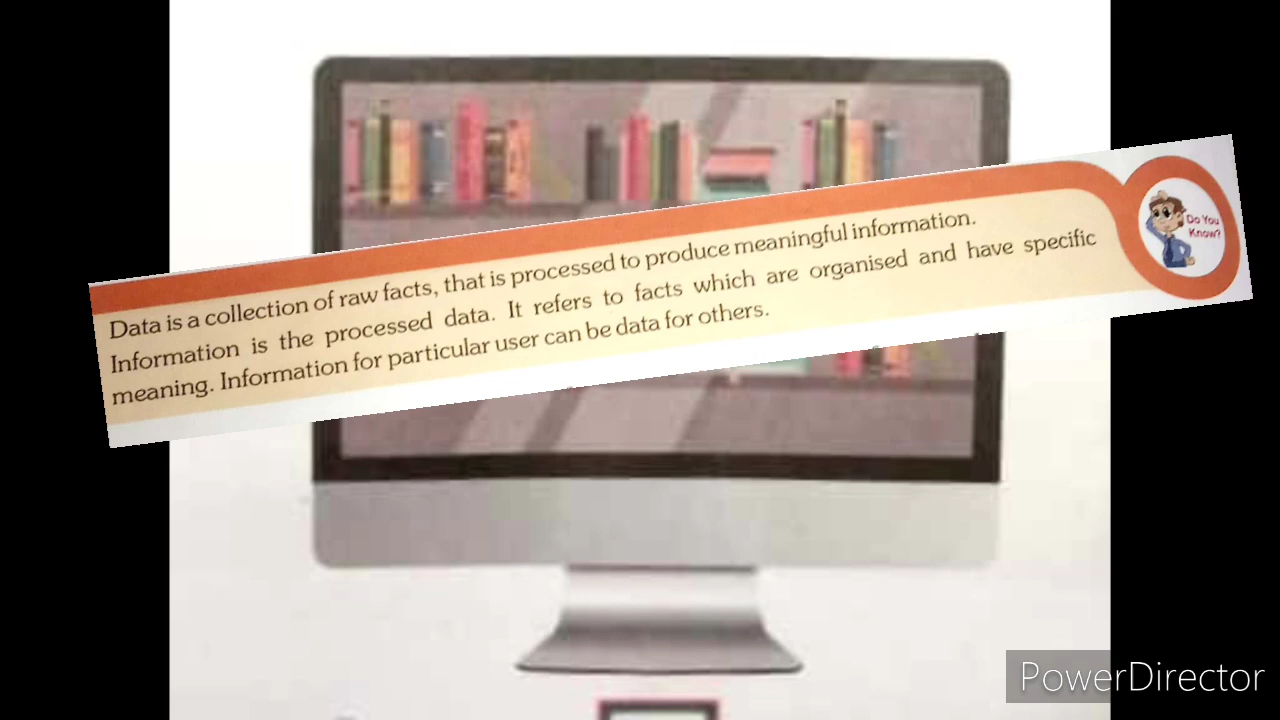 Do You
Know?
Data is a collection of raw facts, that is processed to produce meaningful information.
Information is the processed data. It refers to facts which are organised and have specific
meaning. Information for particular user can be data for others.
PowerDirector